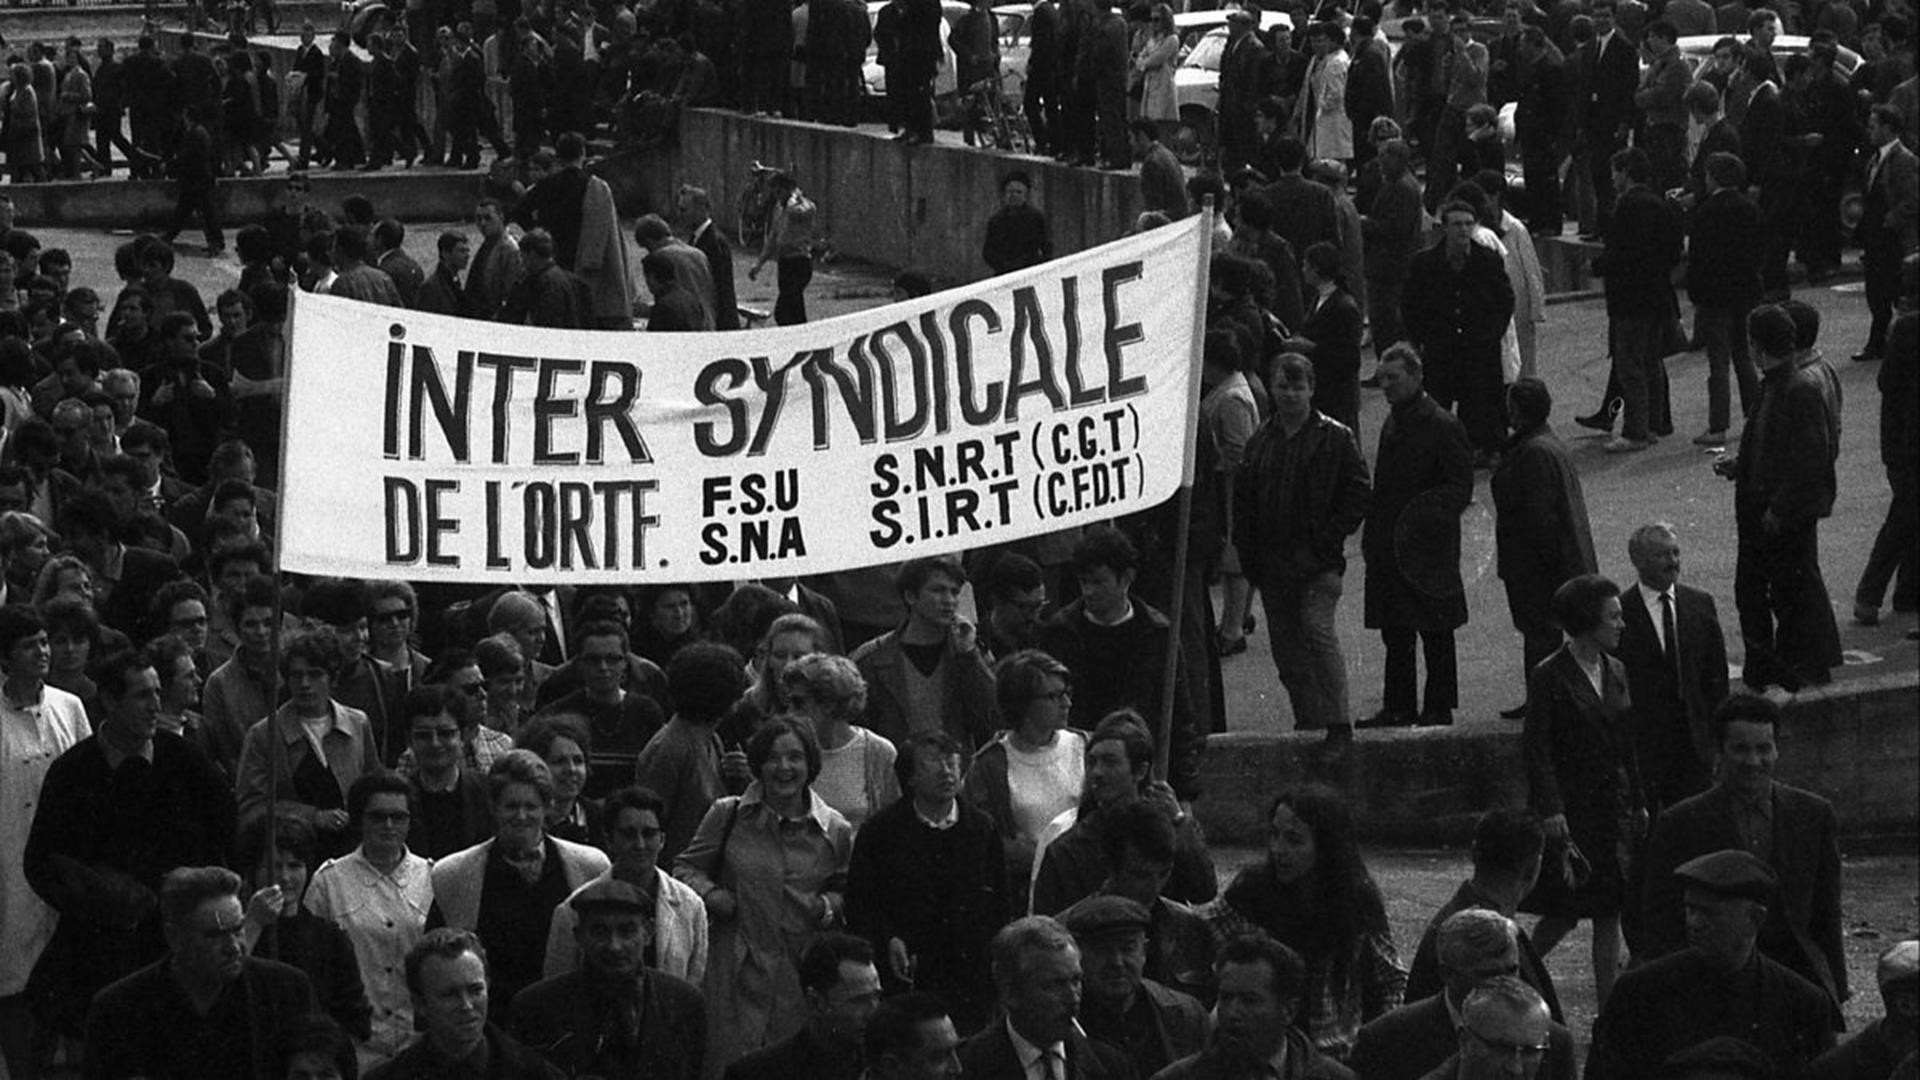 iNTER SYNDICALE
DE L'ORTF. F.S.U S.N.R.T (C.G.T)
S.N.A S.I.R.T (C.F.D.T)